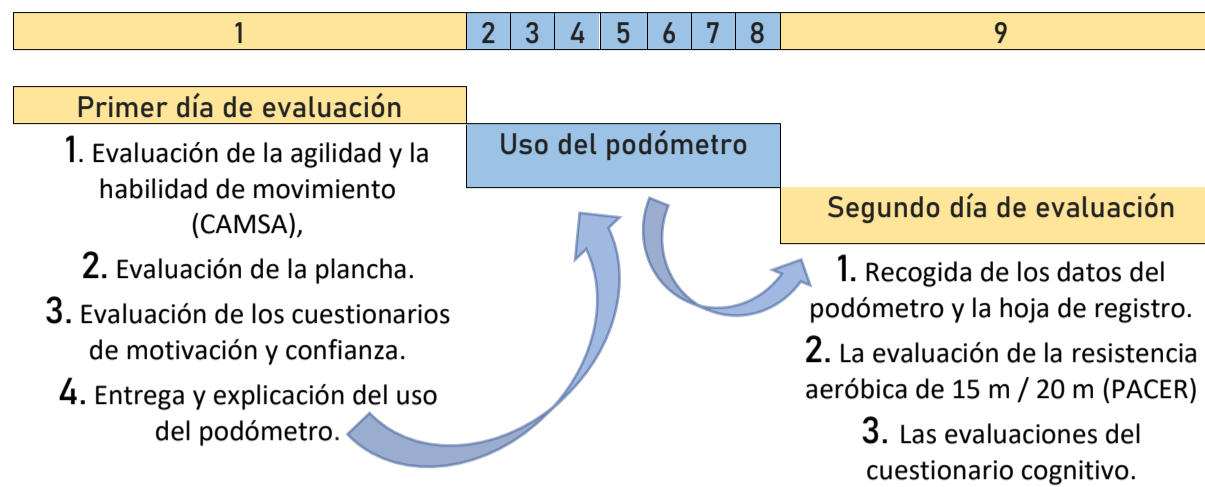 1 2 3 4 5 6 7 8 9
Primer día de evaluación
1. Evaluación de la agilidad y la
habilidad de movimiento
(CAMSA),
2. Evaluación de la plancha.
3. Evaluación de los cuestionarios
de motivación y confianza.
4. Entrega y explicación del uso
del podómetro.
Uso del podómetro
Segundo día de evaluación
1. Recogida de los datos del
podómetro y la hoja de registro.
2. La evaluación de la resistencia
aeróbica de 15 m / 20 m (PACER)
3. Las evaluaciones del
cuestionario cognitivo.